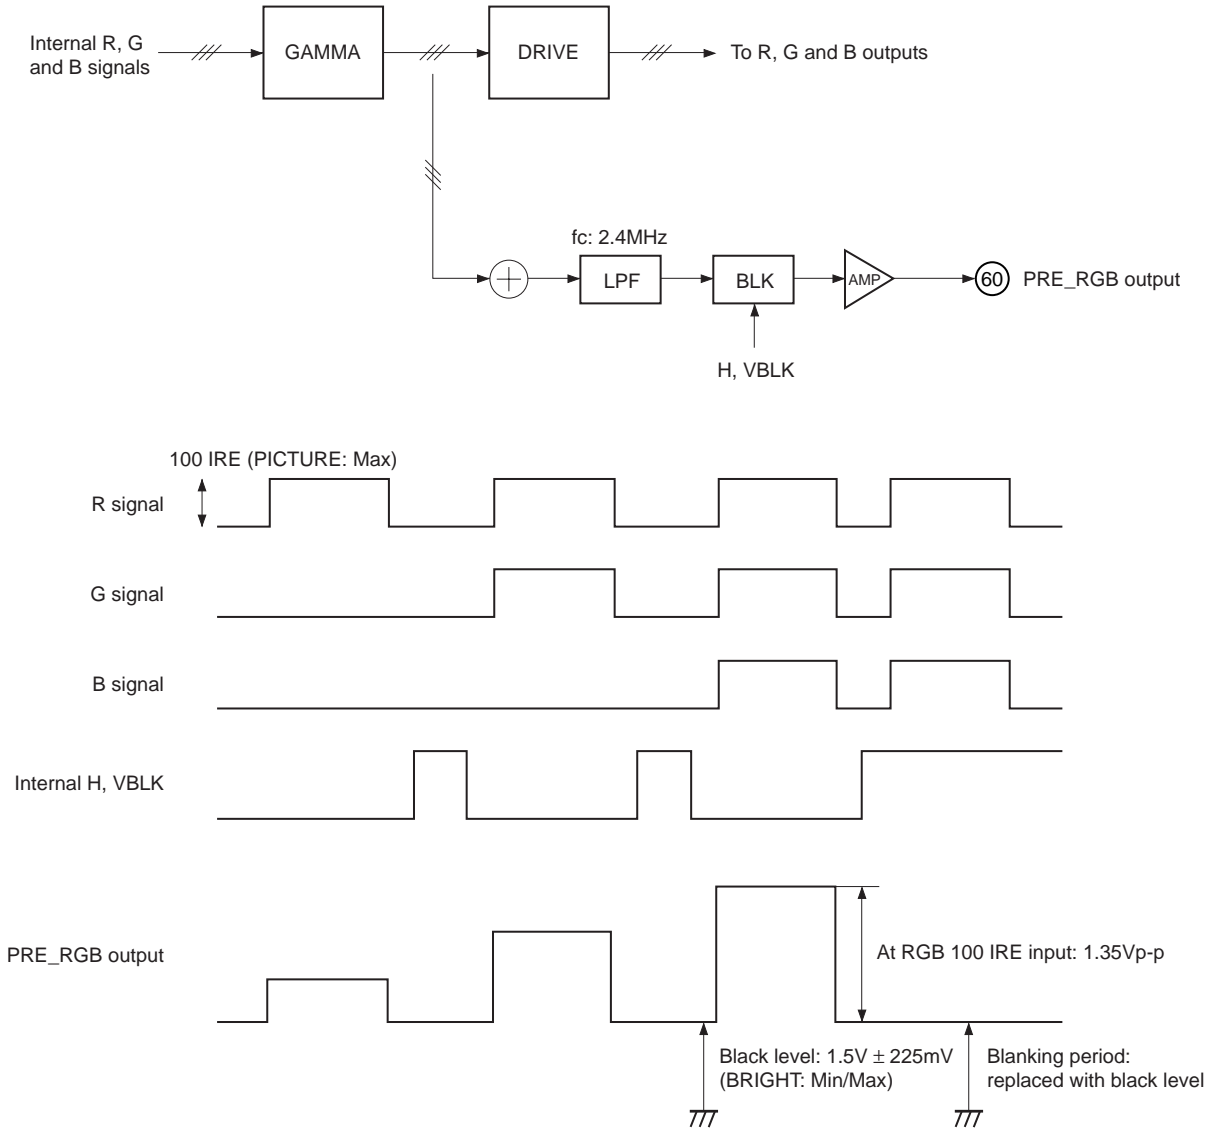 Internal R, G
and B signals
GAMMA
DRIVE
To R, G and B outputs
fc: 2.4MHz
LPF
BLK
AMP
60
PRE_RGB output
H, VBLK
100 IRE (PICTURE: Max)
R signal
G signal
B signal
Internal H, VBLK
PRE_RGB output
At RGB 100 IRE input: 1.35Vp-p
Black level: 1.5V ± 225mV
(BRIGHT: Min/Max)
Blanking period:
replaced with black level